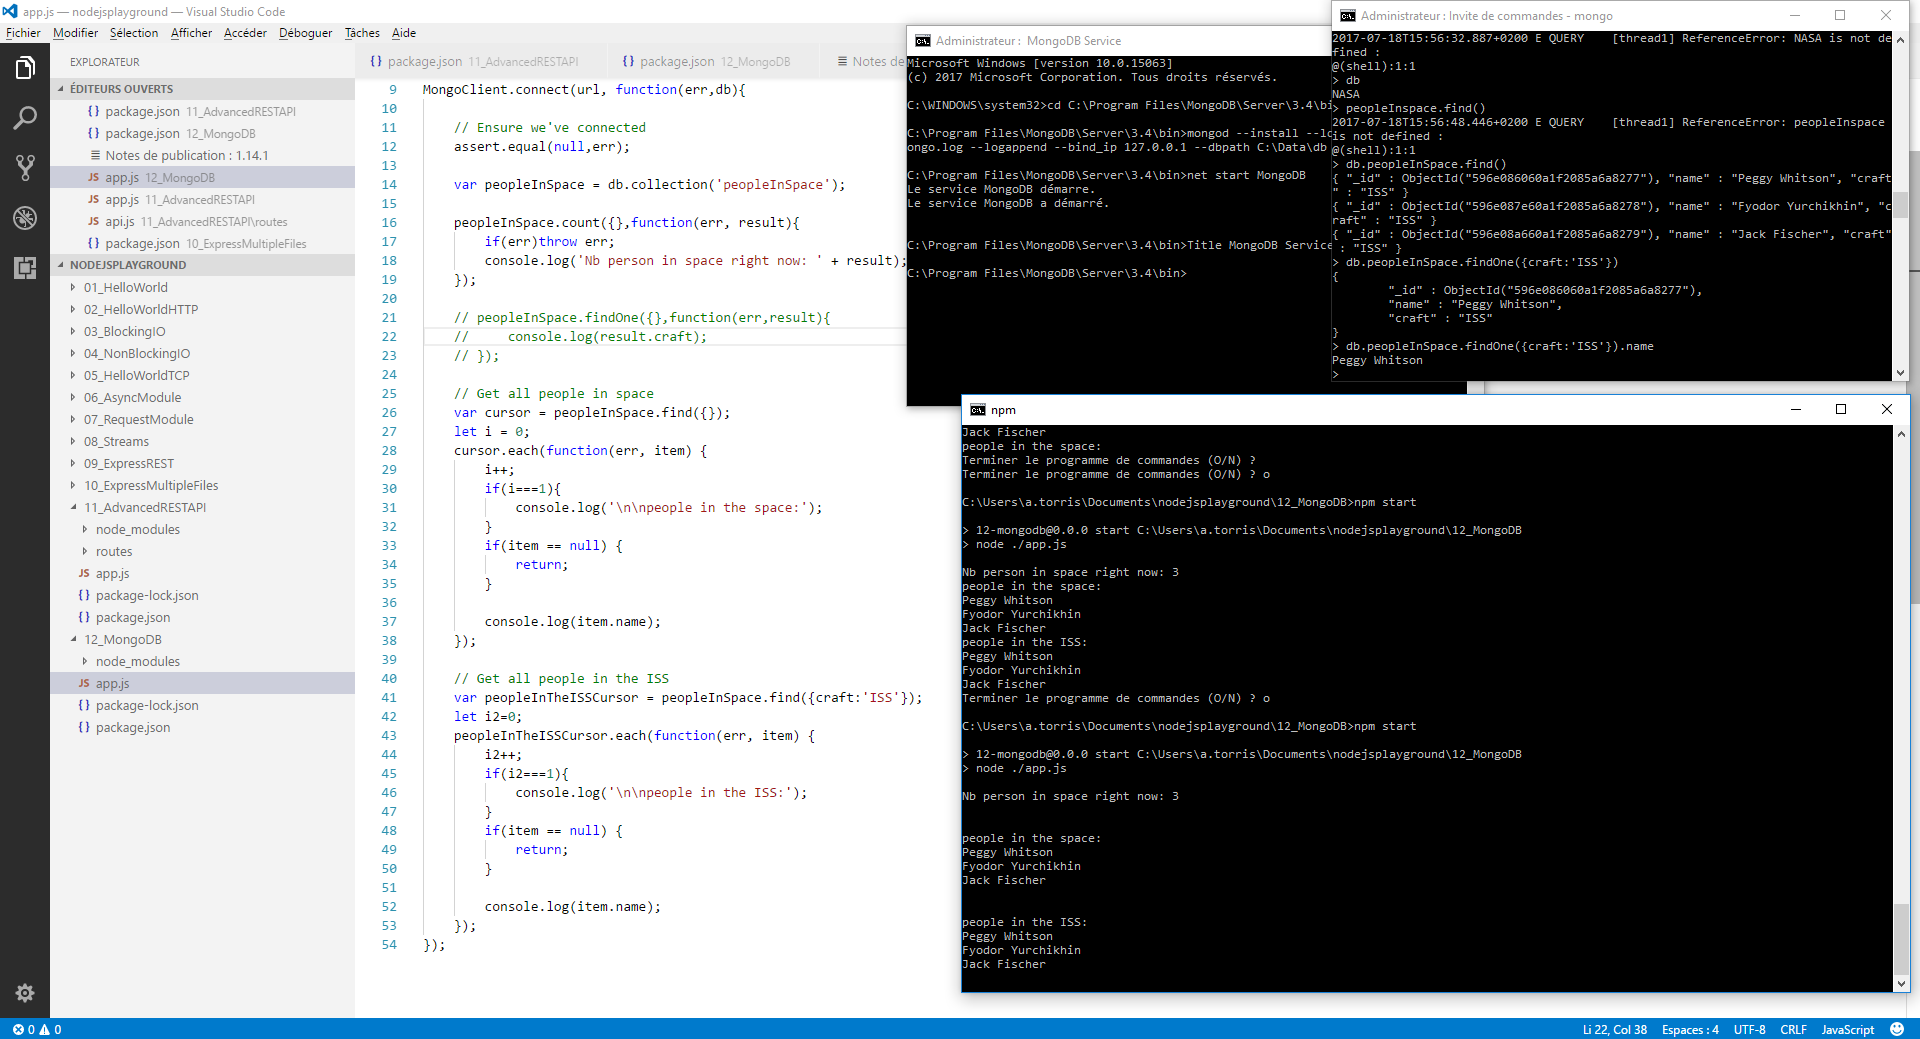 app.js — nodejsplayground — Visual Studio Code
Fichier Modifier Sélection Afficher Accéder Déboguer Tâches Aide
EXPLORATEUR
ÉDITEURS OUVERTS
{} package.json 11_AdvancedRESTAPI
{} package.json 12_MongoDB
Notes de publication : 1.14.1
JS app.js 12_MongoDB
JS app.js 11_AdvancedRESTAPI
JS api.js 11_AdvancedRESTAPI\routes
{} package.json 10_ExpressMultipleFiles
NODEJSPLAYGROUND
01_HelloWorld
02_HelloWorldHTTP
03_BlockingIO
04_NonBlockingIO
05_HelloWorldTCP
06_AsyncModule
07_RequestModule
08_Streams
09_ExpressREST
10_ExpressMultipleFiles
11_AdvancedRESTAPI
node_modules
routes
JS app.js
{} package-lock.json
{} package.json
12_MongoDB
node_modules
JS app.js
{} package-lock.json
{} package.json
{} package.json 11_AdvancedRESTAPI {} package.json 12_MongoDB Notes de
9 MongoClient.connect(url, function(err,db){
10
11 // Ensure we've connected
12 assert.equal(null,err);
13
14 var peopleInSpace = db.collection('peopleInSpace');
15
16 peopleInSpace.count({},function(err, result){
17 if(err)throw err;
18 console.log('Nb person in space right now: ' + result);
19 });
20
21 // peopleInSpace.findOne({},function(err,result){
22 // console.log(result.craft);
23 // });
24
25 // Get all people in space
26 var cursor = peopleInSpace.find({});
27 let i = 0;
28 cursor.each(function(err, item) {
29 i++;
30 if(i===1){
31 console.log('\n\npeople in the space:');
32 }
33 if(item == null) {
34 return;
35 }
36
37 console.log(item.name);
38 });
39
40 // Get all people in the ISS
41 var peopleInTheISSCursor = peopleInSpace.find({craft:'ISS'});
42 let i2=0;
43 peopleInTheISSCursor.each(function(err, item) {
44 i2++;
45 if(i2===1){
46 console.log('\n\npeople in the ISS:');
47 }
48 if(item == null) {
49 return;
50 }
51
52 console.log(item.name);
53 });
54 });
Administrateur : MongoDB Service
Microsoft Windows [version 10.0.15063]
(c) 2017 Microsoft Corporation. Tous droits réservés.
C:\WINDOWS\system32>cd C:\Program Files\MongoDB\Server\3.4\bi
C:\Program Files\MongoDB\Server\3.4\bin>mongod --install --lo
ongo.log --logappend --bind_ip 127.0.0.1 --dbpath C:\Data\db
C:\Program Files\MongoDB\Server\3.4\bin>net start MongoDB
Le service MongoDB démarre.
Le service MongoDB a démarré.
C:\Program Files\MongoDB\Server\3.4\bin>Title MongoDB Service
C:\Program Files\MongoDB\Server\3.4\bin>
Administrateur : Invite de commandes - mongo
2017-07-18T15:56:32.887+0200 E QUERY [thread1] ReferenceError: NASA is not de
fined :
@(shell):1:1
> db
NASA
> peopleInspace.find()
2017-07-18T15:56:48.446+0200 E QUERY [thread1] ReferenceError: peopleInspace
is not defined :
@(shell):1:1
> db.peopleInSpace.find()
{ "_id" : ObjectId("596e086060a1f2085a6a8277"), "name" : "Peggy Whitson", "craft
" : "ISS" }
{ "_id" : ObjectId("596e087e60a1f2085a6a8278"), "name" : "Fyodor Yurchikhin", "c
raft" : "ISS" }
{ "_id" : ObjectId("596e08a660a1f2085a6a8279"), "name" : "Jack Fischer", "craft"
: "ISS" }
> db.peopleInSpace.findOne({craft:'ISS'})
{
"_id" : ObjectId("596e086060a1f2085a6a8277"),
"name" : "Peggy Whitson",
"craft" : "ISS"
}
> db.peopleInSpace.findOne({craft:'ISS'}).name
Peggy Whitson
>
npm
Jack Fischer
people in the space:
Terminer le programme de commandes (O/N) ?
Terminer le programme de commandes (O/N) ? o
C:\Users\a.torris\Documents\nodejsplayground\12_MongoDB>npm start
> 12-mongodb@0.0.0 start C:\Users\a.torris\Documents\nodejsplayground\12_MongoDB
> node ./app.js
Nb person in space right now: 3
people in the space:
Peggy Whitson
Fyodor Yurchikhin
Jack Fischer
people in the ISS:
Peggy Whitson
Fyodor Yurchikhin
Jack Fischer
Terminer le programme de commandes (O/N) ? o
C:\Users\a.torris\Documents\nodejsplayground\12_MongoDB>npm start
> 12-mongodb@0.0.0 start C:\Users\a.torris\Documents\nodejsplayground\12_MongoDB
> node ./app.js
Nb person in space right now: 3
people in the space:
Peggy Whitson
Fyodor Yurchikhin
Jack Fischer
people in the ISS:
Peggy Whitson
Fyodor Yurchikhin
Jack Fischer
0 0 Li 22, Col 38 Espaces : 4 UTF-8 CRLF JavaScript